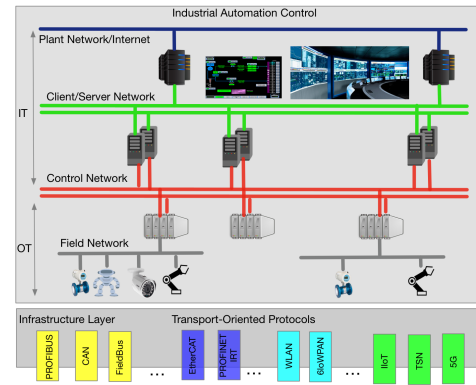 Industrial Automation Control
Plant Network/Internet
Client/Server Network
IT
Control Network
OT
Field Network
Infrastructure Layer
Transport-Oriented Protocols
PROFIBUS
CAN
FieldBus
...
EtherCAT
PROFINET
IRT
...
WLAN
6loWPAN
...
IIoT
TSN
5G